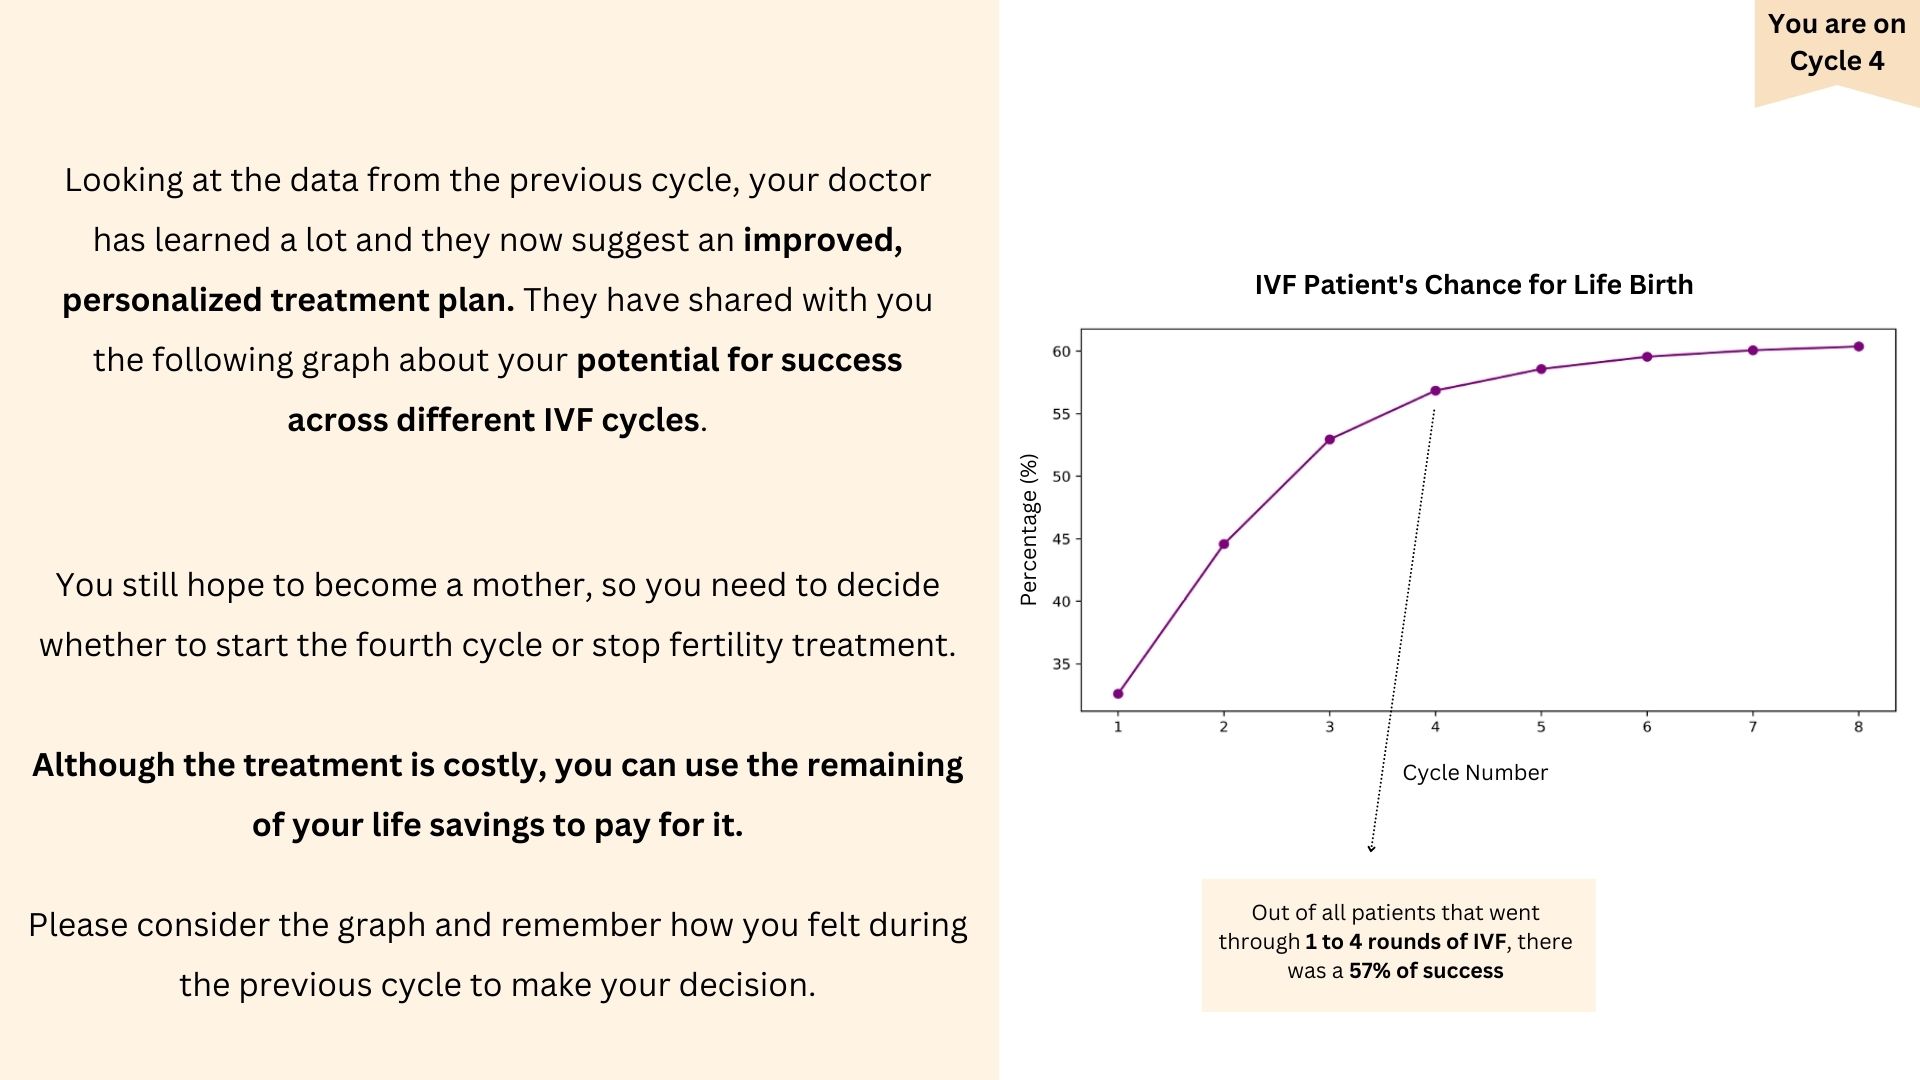 You are on
Cycle 4
Looking at the data from the previous cycle, your doctor
has learned a lot and they now suggest an improved,
personalized treatment plan. They have shared with you
the following graph about your potential for success
across different IVF cycles.
You still hope to become a mother, so you need to decide
whether to start the fourth cycle or stop fertility treatment.
Although the treatment is costly, you can use the remaining
of your life savings to pay for it.
Please consider the graph and remember how you felt during
the previous cycle to make your decision.
IVF Patient's Chance for Life Birth
Percentage (%)
60
55
50
45
40
35
1 2 3 4 5 6 7 8
Cycle Number
Out of all patients that went
through 1 to 4 rounds of IVF, there
was a 57% of success